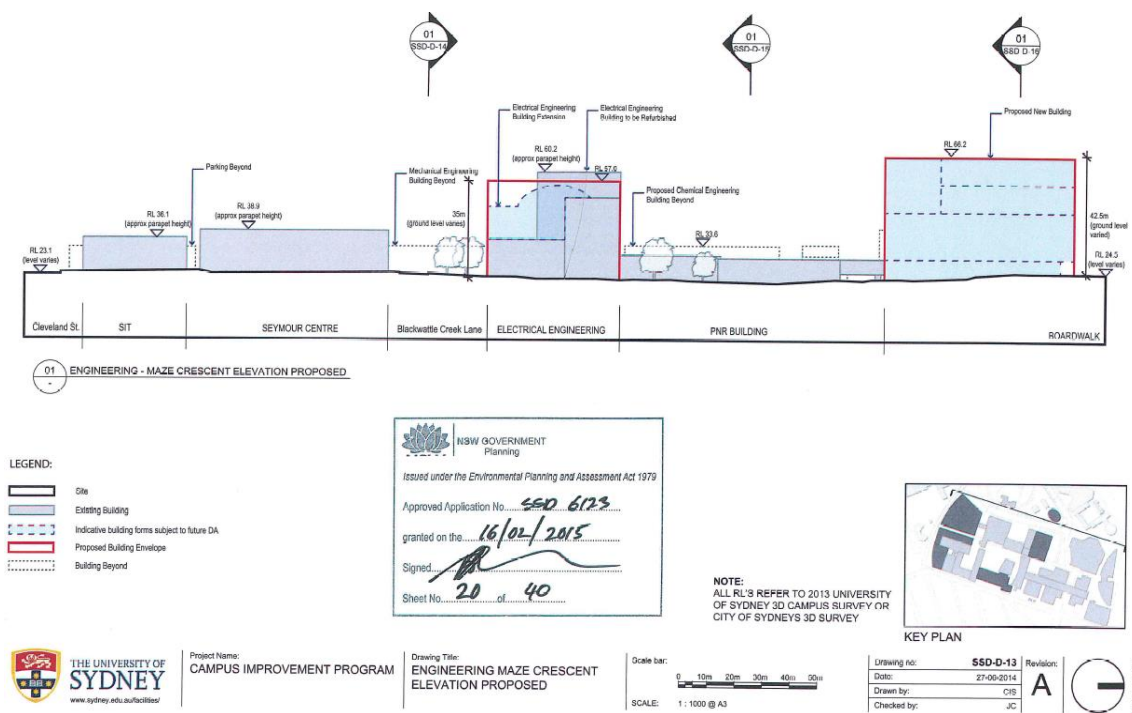 01
SSD-D-14
01
SSD-D-15
01
SSD D-16
Electrical Engineering
Building Extension
Electrical Engineering
Building to be Refurbished
Proposed New Building
RL 60.2
(approx parapet height)
RL 57.6
RL 66.2
Parking Beyond
Mechanical Engineering
Building Beyond
Proposed Chemical Engineering
Building Beyond
RL 36.1
(approx parapet height)
RL 38.9
(approx parapet height)
35m
(ground level varies)
42.5m
(ground level
varied)
RL 33.6
RL 23.1
(level varies)
RL 24.5
(level varies)
Cleveland St.
SIT
SEYMOUR CENTRE
Blackwattle Creek Lane
ELECTRICAL ENGINEERING
PNR BUILDING
BOARDWALK
01
-
ENGINEERING - MAZE CRESCENT ELEVATION PROPOSED
LEGEND:
Site
Existing Building
Indicative building forms subject to future DA
Proposed Building Envelope
Building Beyond
NSW GOVERNMENT
Planning
Issued under the Environmental Planning and Assessment Act 1979
Approved Application No. SSD 6123
granted on the 16/02/2015
Signed
Sheet No. 20 of 40
NOTE:
ALL RL'S REFER TO 2013 UNIVERSITY
OF SYDNEY 3D CAMPUS SURVEY OR
CITY OF SYDNEYS 3D SURVEY
KEY PLAN
THE UNIVERSITY OF
SYDNEY
www.sydney.edu.au/facilities/
Project Name:
CAMPUS IMPROVEMENT PROGRAM
Drawing Title:
ENGINEERING MAZE CRESCENT
ELEVATION PROPOSED
Scale bar:
0 10m 20m 30m 40m 50m
SCALE: 1 : 1000 @ A3
Drawing no: SSD-D-13
Date: 27-06-2014
Drawn by: CIS
Checked by: JC
Revision:
A